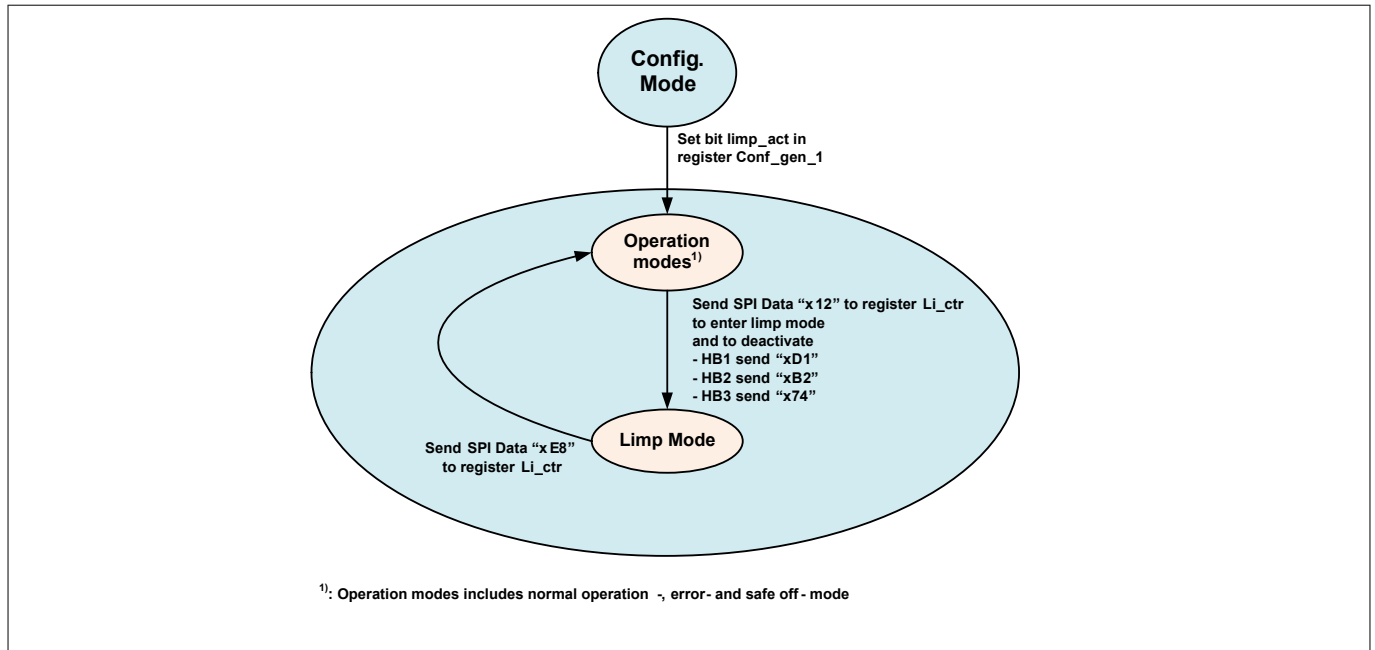 Config.
Mode
Set bit limp_act in
register Conf_gen_1
Operation
modes1)
Send SPI Data “x12” to register Li_ctr
to enter limp mode
and to deactivate
- HB1 send “xD1”
- HB2 send “xB2”
- HB3 send “x74”
Limp Mode
Send SPI Data “xE8”
to register Li_ctr
1): Operation modes includes normal operation -, error- and safe off - mode